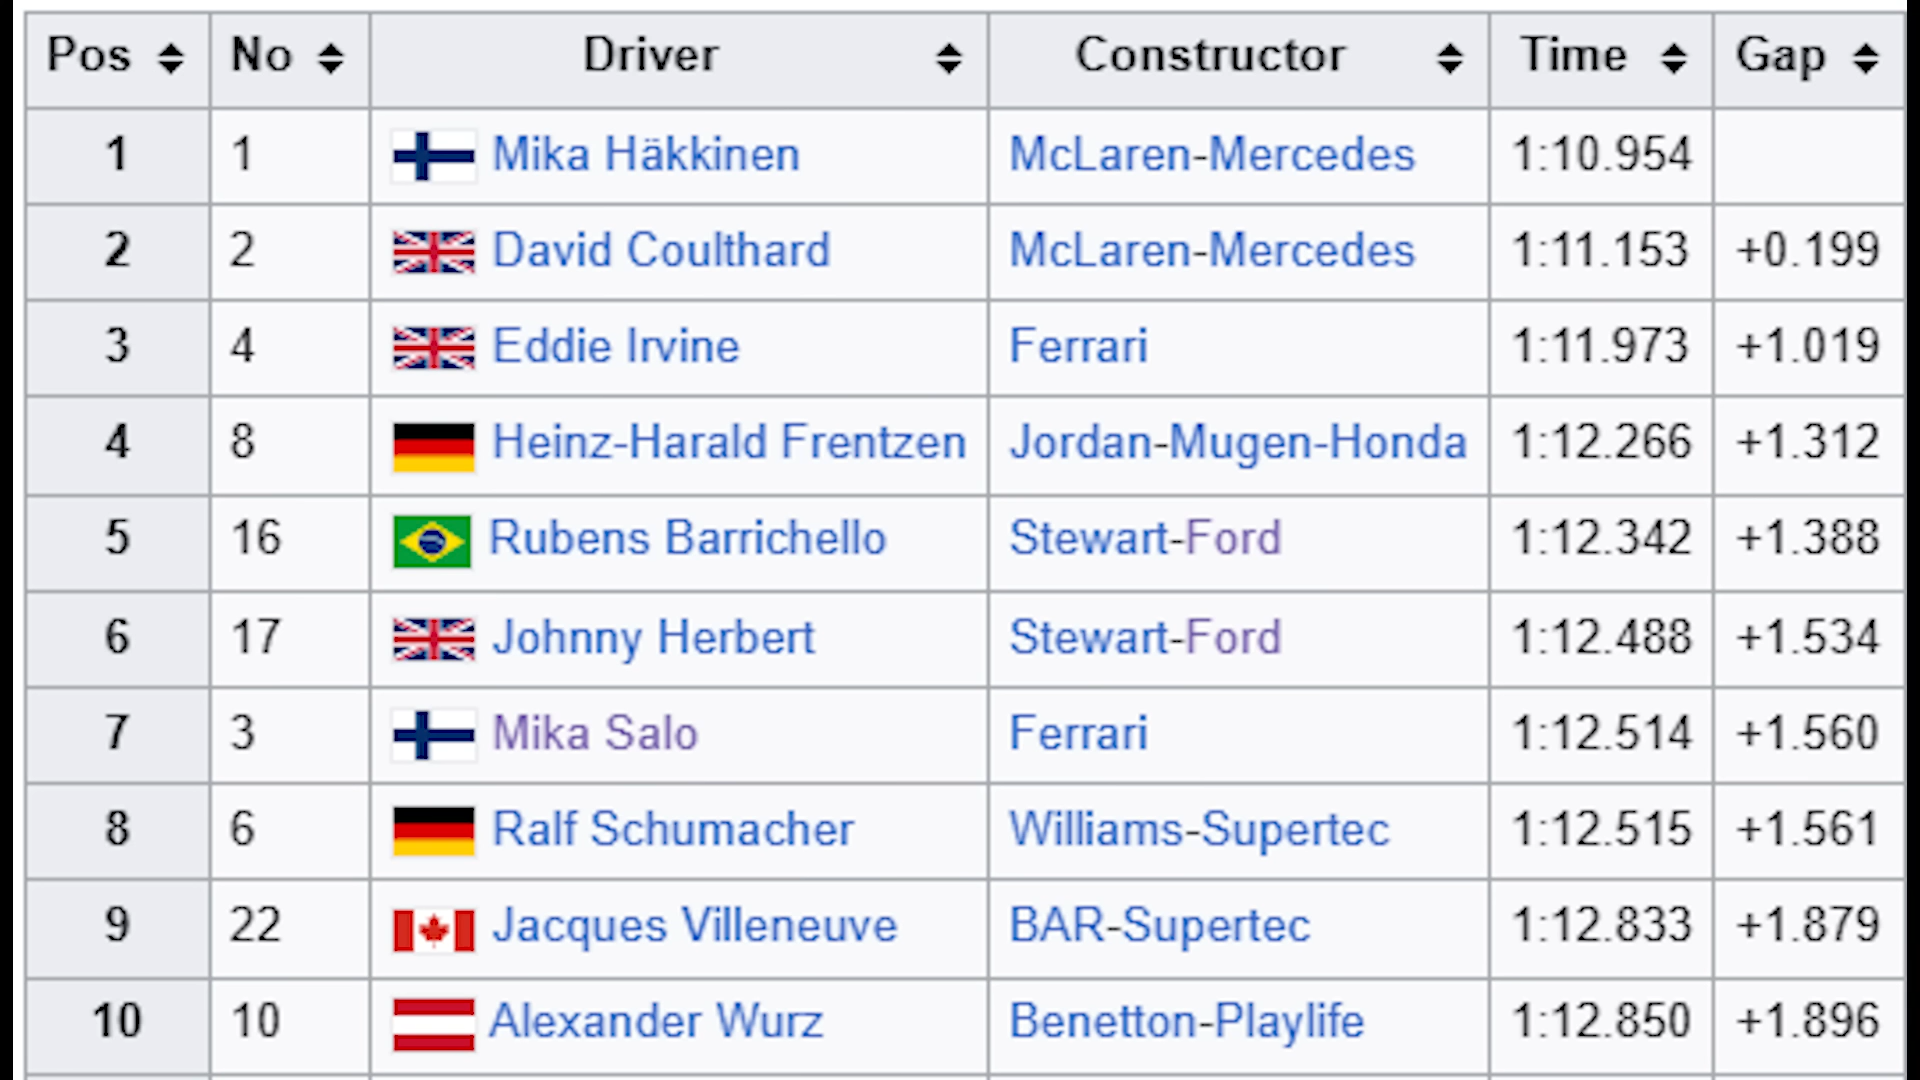 Pos No Driver Constructor Time Gap
1 1 Mika Häkkinen McLaren-Mercedes 1:10.954
2 2 David Coulthard McLaren-Mercedes 1:11.153 +0.199
3 4 Eddie Irvine Ferrari 1:11.973 +1.019
4 8 Heinz-Harald Frentzen Jordan-Mugen-Honda 1:12.266 +1.312
5 16 Rubens Barrichello Stewart-Ford 1:12.342 +1.388
6 17 Johnny Herbert Stewart-Ford 1:12.488 +1.534
7 3 Mika Salo Ferrari 1:12.514 +1.560
8 6 Ralf Schumacher Williams-Supertec 1:12.515 +1.561
9 22 Jacques Villeneuve BAR-Supertec 1:12.833 +1.879
10 10 Alexander Wurz Benetton-Playlife 1:12.850 +1.896